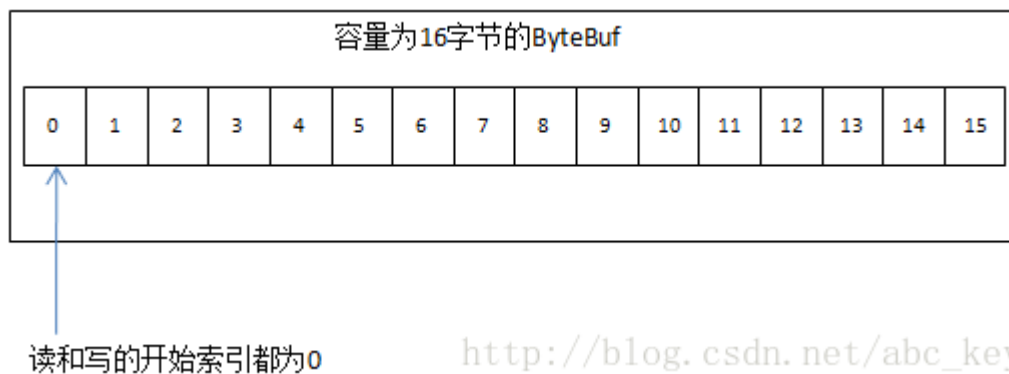 容量为16字节的ByteBuf
0 1 2 3 4 5 6 7 8 9 10 11 12 13 14 15
读和写的开始索引都为0
http://blog.csdn.net/abc_key